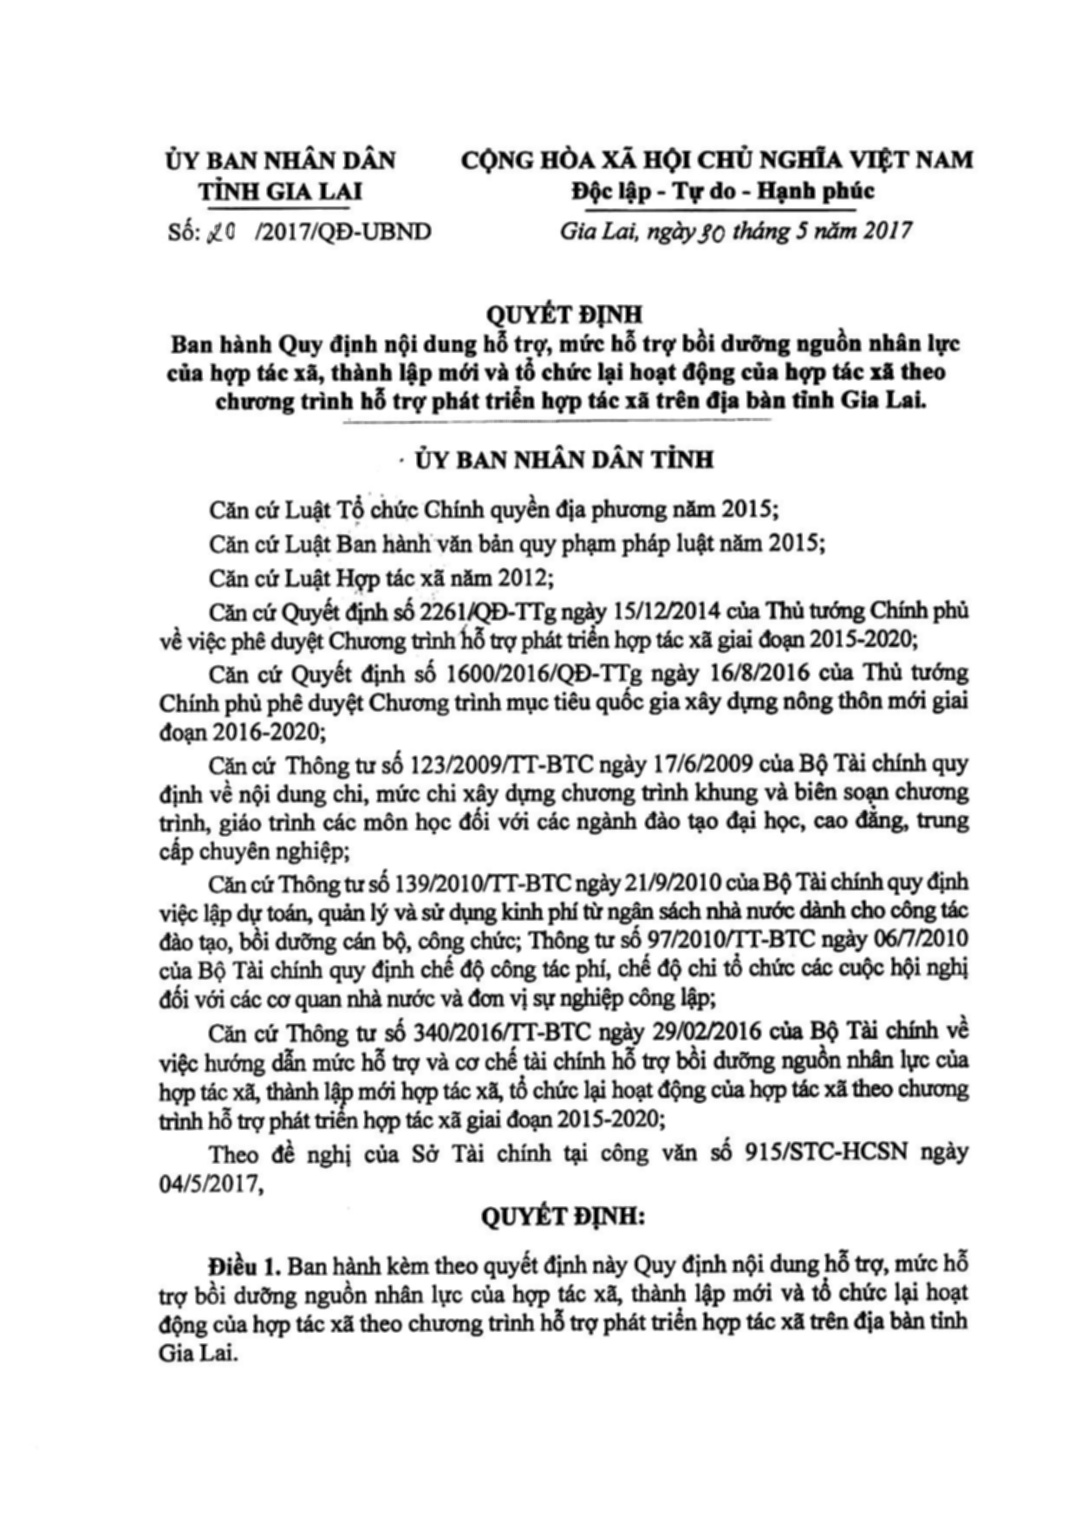 ỦY BAN NHÂN DÂN
TỈNH GIA LAI
Số: 20 /2017/QĐ-UBND
CỘNG HÒA XÃ HỘI CHỦ NGHĨA VIỆT NAM
Độc lập - Tự do - Hạnh phúc
Gia Lai, ngày 30 tháng 5 năm 2017
QUYẾT ĐỊNH
Ban hành Quy định nội dung hỗ trợ, mức hỗ trợ bồi dưỡng nguồn nhân lực
của hợp tác xã, thành lập mới và tổ chức lại hoạt động của hợp tác xã theo
chương trình hỗ trợ phát triển hợp tác xã trên địa bàn tỉnh Gia Lai.
ỦY BAN NHÂN DÂN TỈNH
Căn cứ Luật Tổ chức Chính quyền địa phương năm 2015;
Căn cứ Luật Ban hành văn bản quy phạm pháp luật năm 2015;
Căn cứ Luật Hợp tác xã năm 2012;
Căn cứ Quyết định số 2261/QĐ-TTg ngày 15/12/2014 của Thủ tướng Chính phủ
về việc phê duyệt Chương trình hỗ trợ phát triển hợp tác xã giai đoạn 2015-2020;
Căn cứ Quyết định số 1600/2016/QĐ-TTg ngày 16/8/2016 của Thủ tướng
Chính phủ phê duyệt Chương trình mục tiêu quốc gia xây dựng nông thôn mới giai
đoạn 2016-2020;
Căn cứ Thông tư số 123/2009/TT-BTC ngày 17/6/2009 của Bộ Tài chính quy
định về nội dung chi, mức chi xây dựng chương trình khung và biên soạn chương
trình, giáo trình các môn học đối với các ngành đào tạo đại học, cao đẳng, trung
cấp chuyên nghiệp;
Căn cứ Thông tư số 139/2010/TT-BTC ngày 21/9/2010 của Bộ Tài chính quy định
việc lập dự toán, quản lý và sử dụng kinh phí từ ngân sách nhà nước dành cho công tác
đào tạo, bồi dưỡng cán bộ, công chức; Thông tư số 97/2010/TT-BTC ngày 06/7/2010
của Bộ Tài chính quy định chế độ công tác phí, chế độ chi tổ chức các cuộc hội nghị
đối với các cơ quan nhà nước và đơn vị sự nghiệp công lập;
Căn cứ Thông tư số 340/2016/TT-BTC ngày 29/02/2016 của Bộ Tài chính về
việc hướng dẫn mức hỗ trợ và cơ chế tài chính hỗ trợ bồi dưỡng nguồn nhân lực của
hợp tác xã, thành lập mới hợp tác xã, tổ chức lại hoạt động của hợp tác xã theo chương
trình hỗ trợ phát triển hợp tác xã giai đoạn 2015-2020;
Theo đề nghị của Sở Tài chính tại công văn số 915/STC-HCSN ngày
04/5/2017,
QUYẾT ĐỊNH:
Điều 1. Ban hành kèm theo quyết định này Quy định nội dung hỗ trợ, mức hỗ
trợ bồi dưỡng nguồn nhân lực của hợp tác xã, thành lập mới và tổ chức lại hoạt
động của hợp tác xã theo chương trình hỗ trợ phát triển hợp tác xã trên địa bàn tỉnh
Gia Lai.